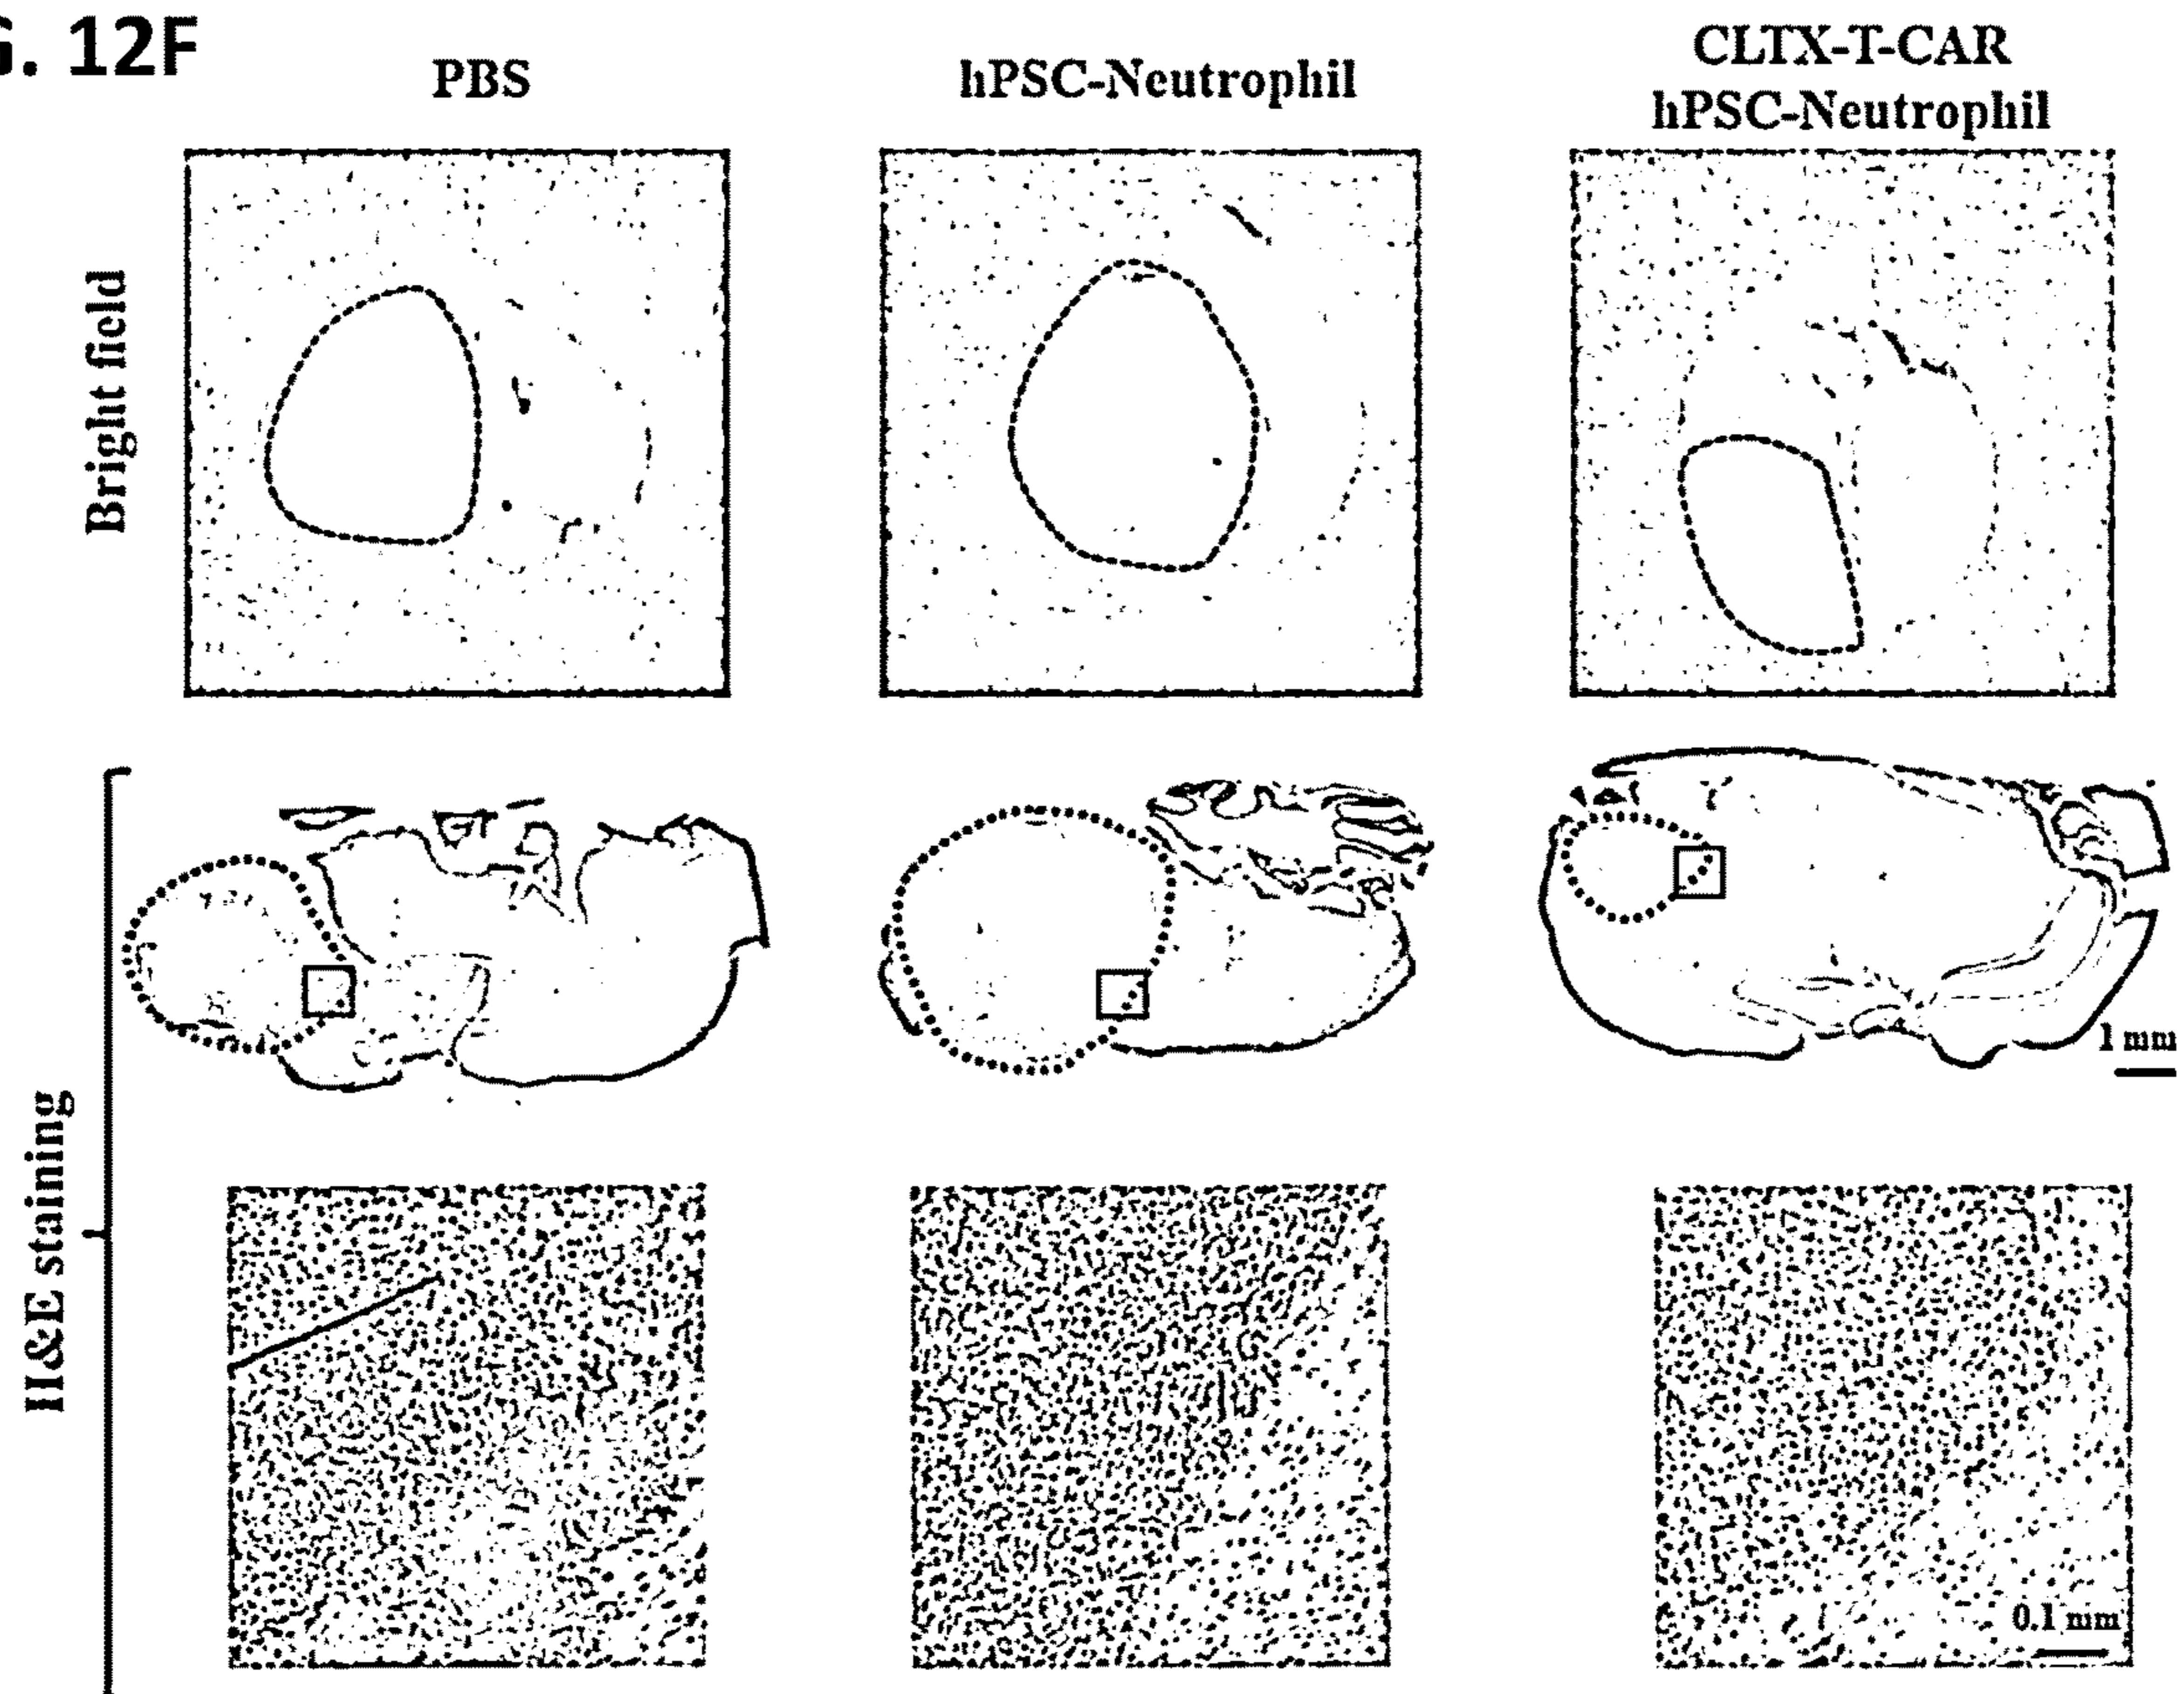 G. 12F
PBS
hPSC-Neutrophil
CLTX-T-CAR
hPSC-Neutrophil
Bright field
H&E staining
1 mm
0.1 mm